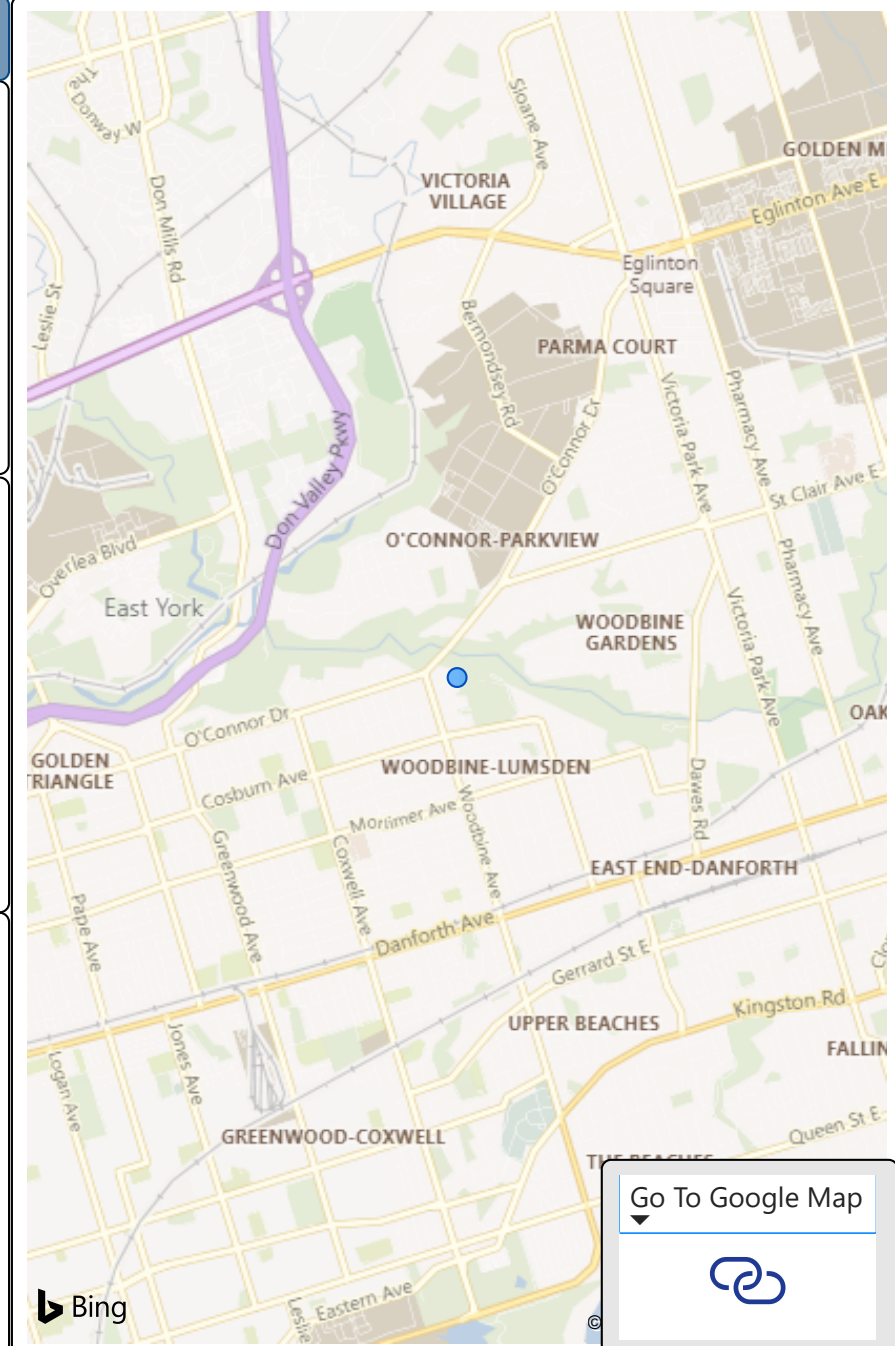 The Donway W
Sloane Ave
GOLDEN M
VICTORIA
VILLAGE
Don Mills Rd
Eglinton Ave E
Eglinton
Square
Leslie St
Bermondsey Rd
PARMA COURT
Victoria Park Ave
Pharmacy Ave
O'Connor Dr
Don Valley Pkwy
St Clair Ave E
O'CONNOR-PARKVIEW
Overlea Blvd
Pharmacy Ave
East York
WOODBINE
GARDENS
Victoria Park Ave
O'Connor Dr
OAK
GOLDEN
TRIANGLE
WOODBINE-LUMSDEN
Cosburn Ave
Dawes Rd
Mortimer Ave
Woodbine Ave
Greenwood Ave
Coxwell Ave
EAST END-DANFORTH
Pape Ave
Danforth Ave
Gerrard St E
Clo
Kingston Rd
UPPER BEACHES
Jones Ave
FALLIN
Logan Ave
GREENWOOD-COXWELL
Queen St E
THE BEACHES
Go To Google Map
Eastern Ave
Leslie
Bing
©